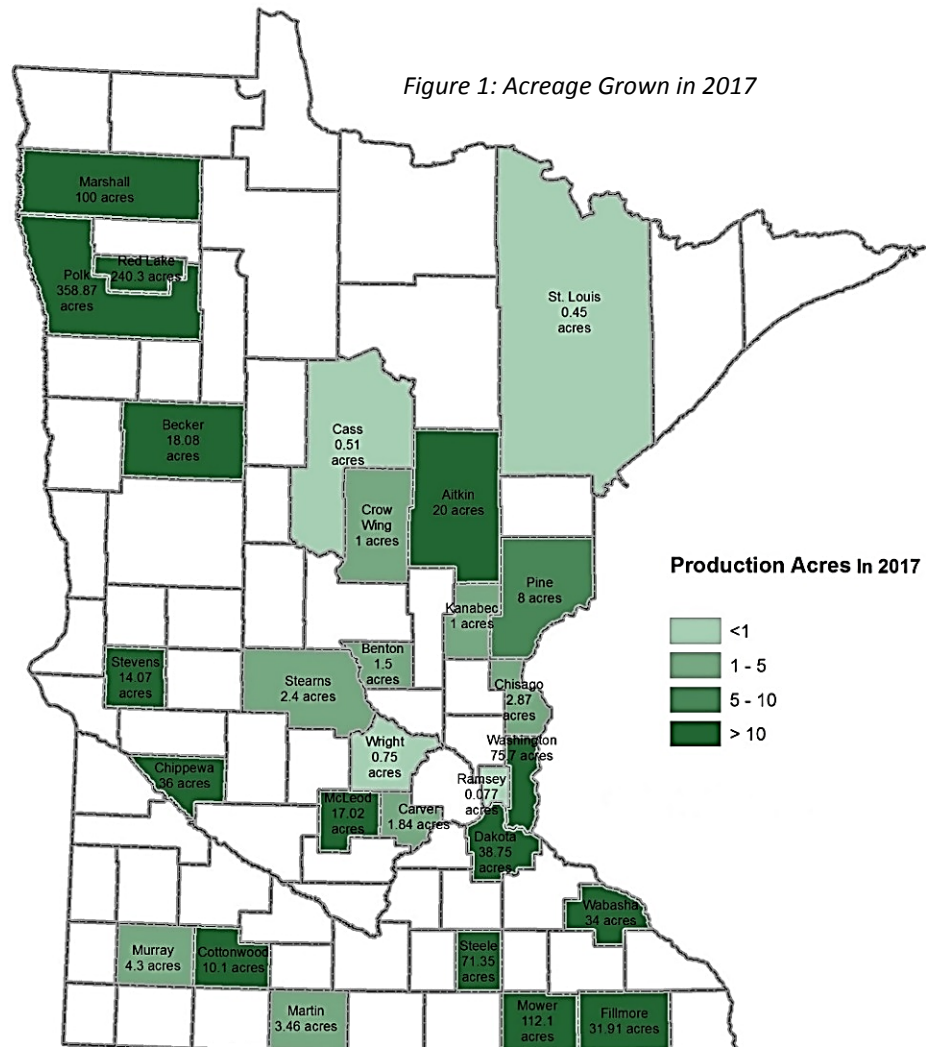 Figure 1: Acreage Grown in 2017
Marshall
100 acres
Red Lake
240.3 acres
Polk
358.87
acres
St. Louis
0.45
acres
Becker
18.08
acres
Cass
0.51
acres
Aitkin
20 acres
Crow
Wing
1 acres
Pine
8 acres
Kanabec
1 acres
Production Acres In 2017
<1
1 - 5
5 - 10
> 10
Benton
1.5
acres
Stevens
14.07
acres
Stearns
2.4 acres
Chisago
2.87
acres
Wright
0.75
acres
Washington
75.7 acres
Chippewa
36 acres
Ramsey
0.077
acres
McLeod
17.02
acres
Carver
1.84 acres
Dakota
38.75
acres
Wabasha
34 acres
Murray
4.3 acres
Cottonwood
10.1 acres
Steele
71.35
acres
Martin
3.46 acres
Mower
112.1
acres
Fillmore
31.91 acres